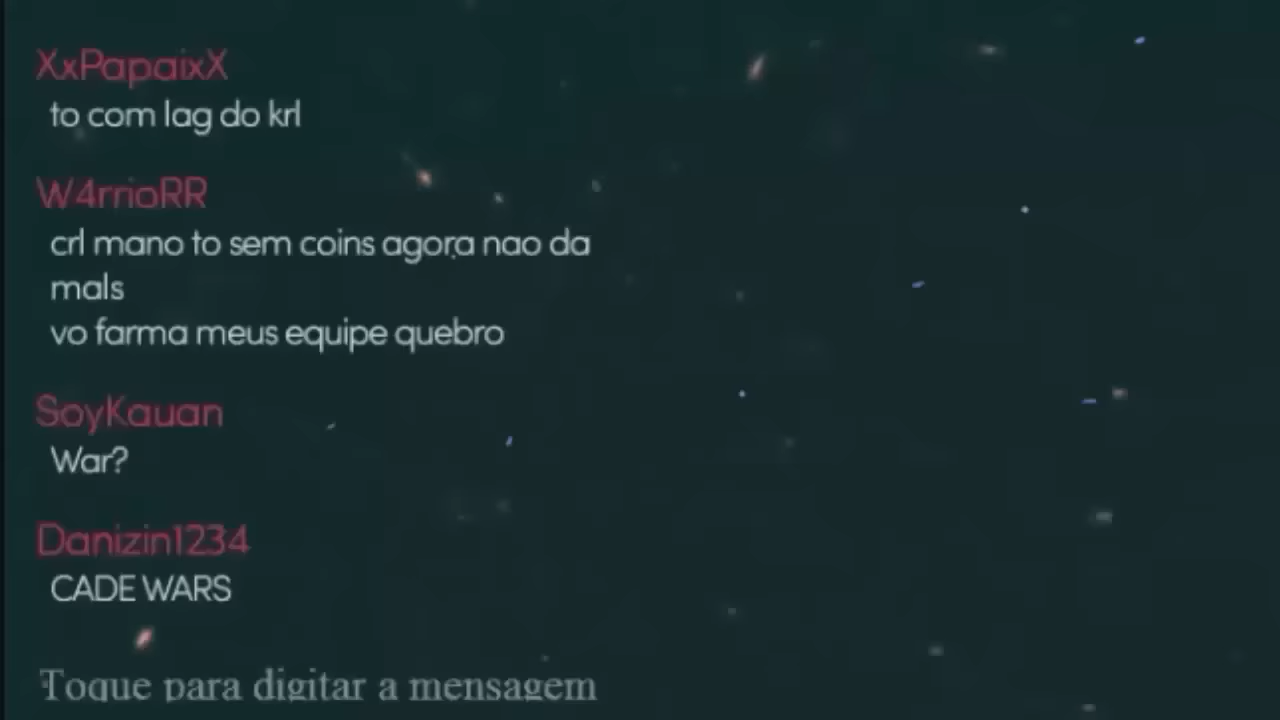 XxPapaixX
to com lag do krl
W4rrioRR
crl mano to sem coins agora nao da
mals
vo farma meus equipe quebro
SoyKauan
War?
Danizin1234
CADE WARS
Toque para digitar a mensagem